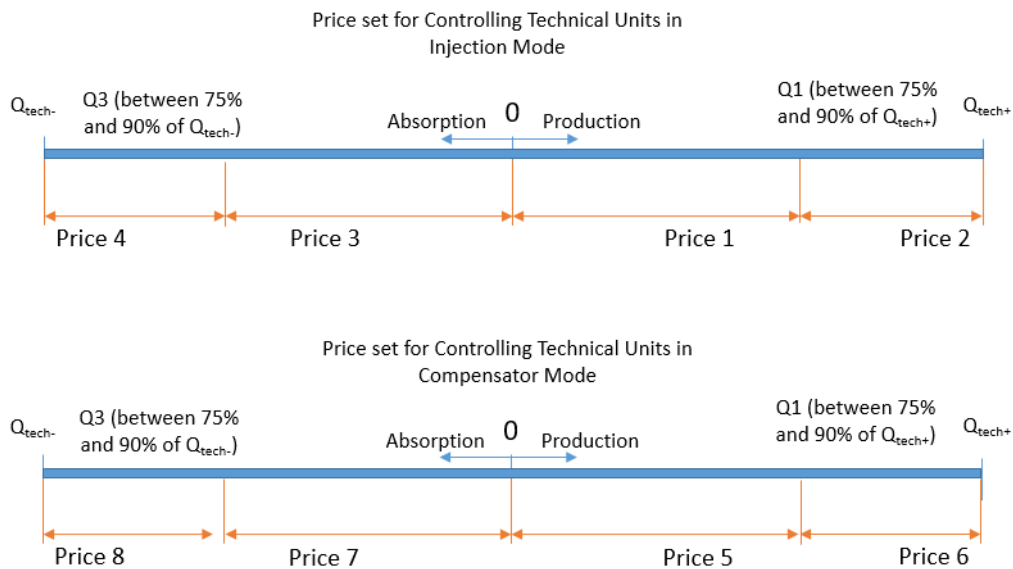 Price set for Controlling Technical Units in
Injection Mode
Qtech-
Q3 (between 75%
and 90% of Qtech-)
Absorption
0
Production
Q1 (between 75%
and 90% of Qtech+)
Qtech+
Price 4
Price 3
Price 1
Price 2
Price set for Controlling Technical Units in
Compensator Mode
Qtech-
Q3 (between 75%
and 90% of Qtech-)
Absorption
0
Production
Q1 (between 75%
and 90% of Qtech+)
Qtech+
Price 8
Price 7
Price 5
Price 6